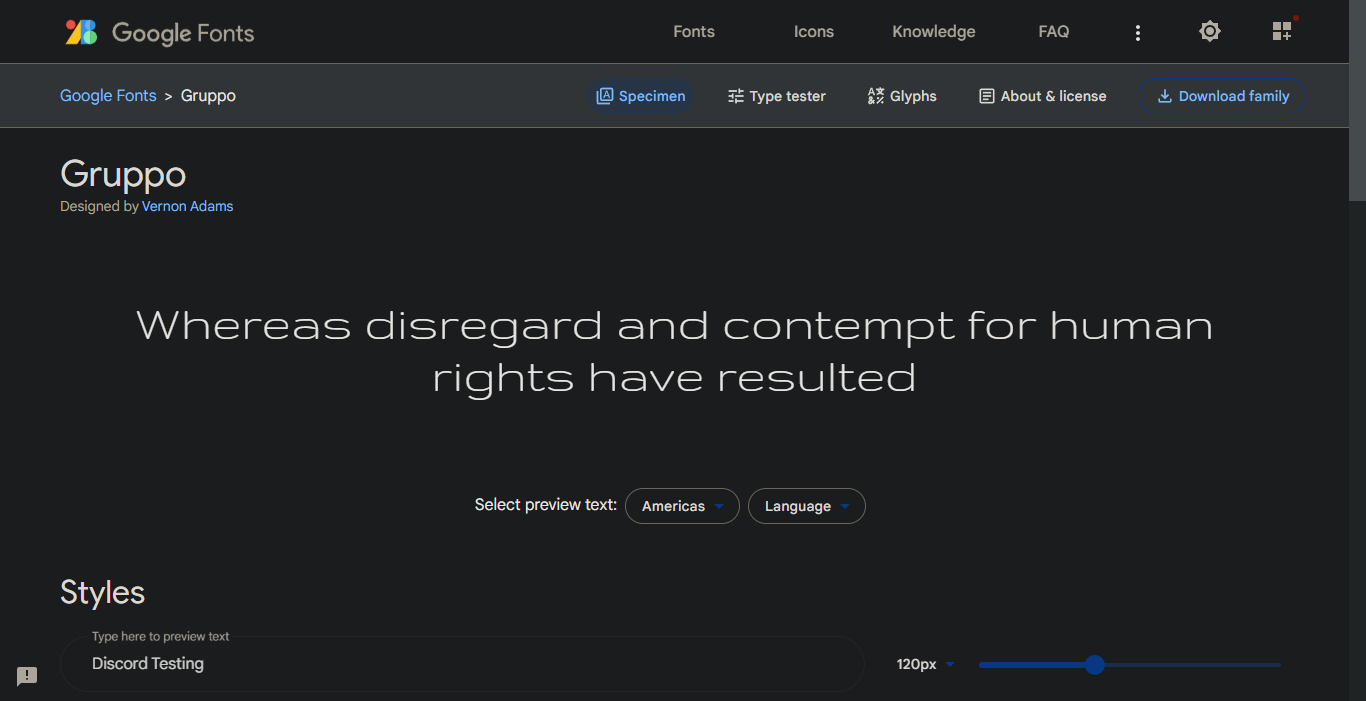 Google Fonts
Fonts Icons Knowledge FAQ
Google Fonts > Gruppo
Specimen Type tester Glyphs About & license Download family
Gruppo
Designed by Vernon Adams
Whereas disregard and contempt for human
rights have resulted
Select preview text: Americas Language
Styles
Type here to preview text
Discord Testing
120px